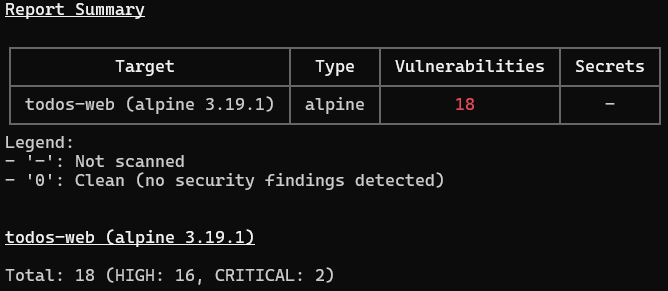 Report Summary
Target Type Vulnerabilities Secrets
todos-web (alpine 3.19.1) alpine 18 -
Legend:
- '-': Not scanned
- '0': Clean (no security findings detected)
todos-web (alpine 3.19.1)
Total: 18 (HIGH: 16, CRITICAL: 2)